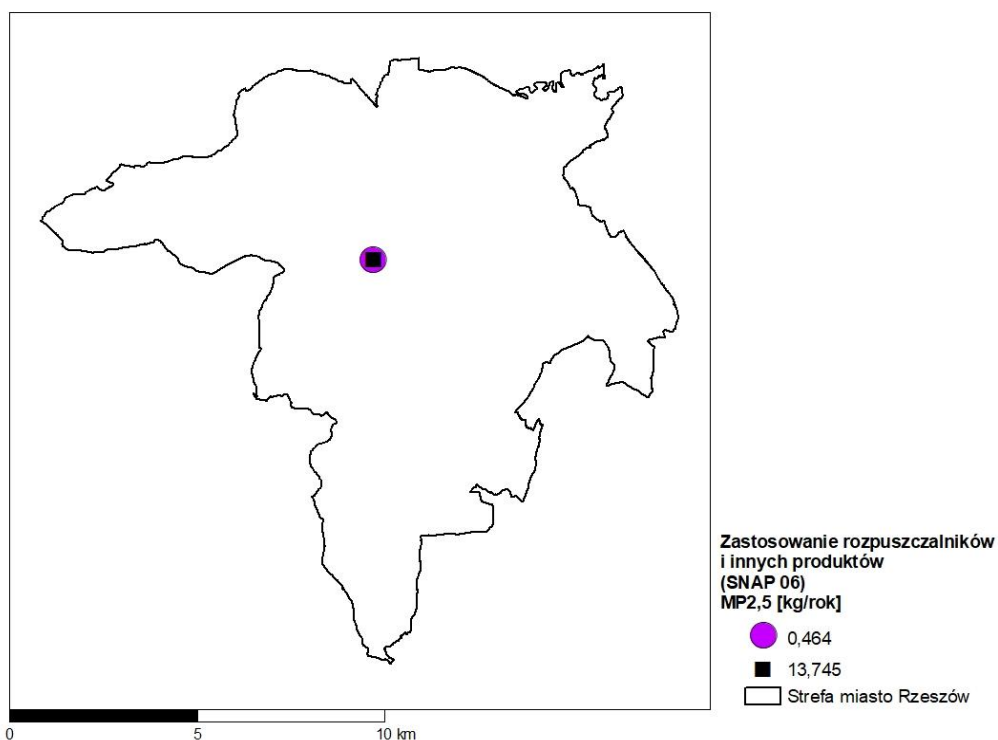 Zastosowanie rozpuszczalników
i innych produktów
(SNAP 06)
MP2,5 [kg/rok]
0,464
13,745
Strefa miasto Rzeszów
0 5 10 km